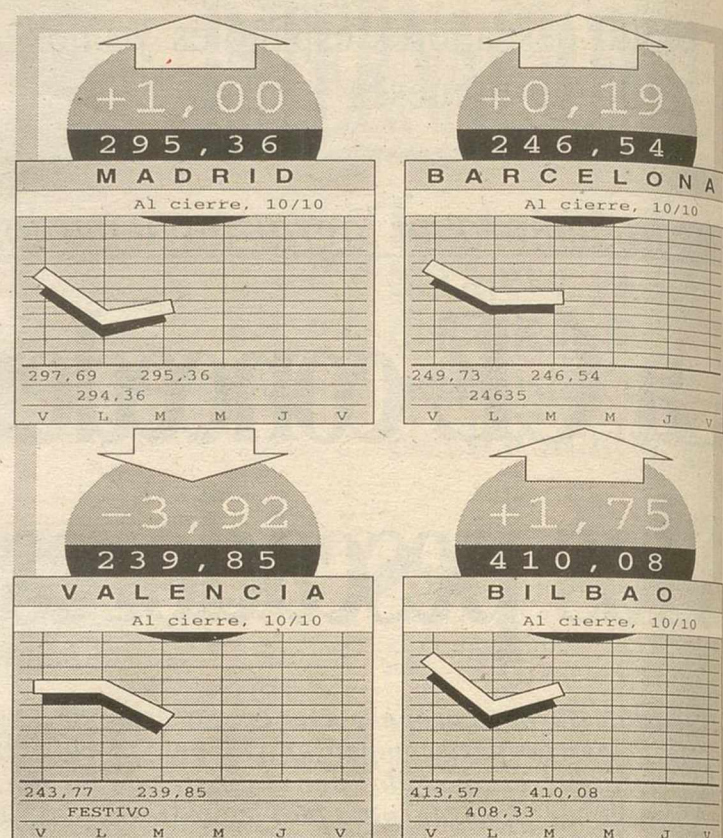 +1,00
295,36
MADRID
Al cierre, 10/10
297,69 295,36
294,36
V L M M J V
+0,19
246,54
BARCELONA
Al cierre, 10/10
249,73 246,54
24635
V L M M J V
-3,92
239,85
VALENCIA
Al cierre, 10/10
243,77 239,85
FESTIVO
V L M M J V
+1,75
410,08
BILBAO
Al cierre, 10/10
413,57 410,08
408,33
V L M M J V